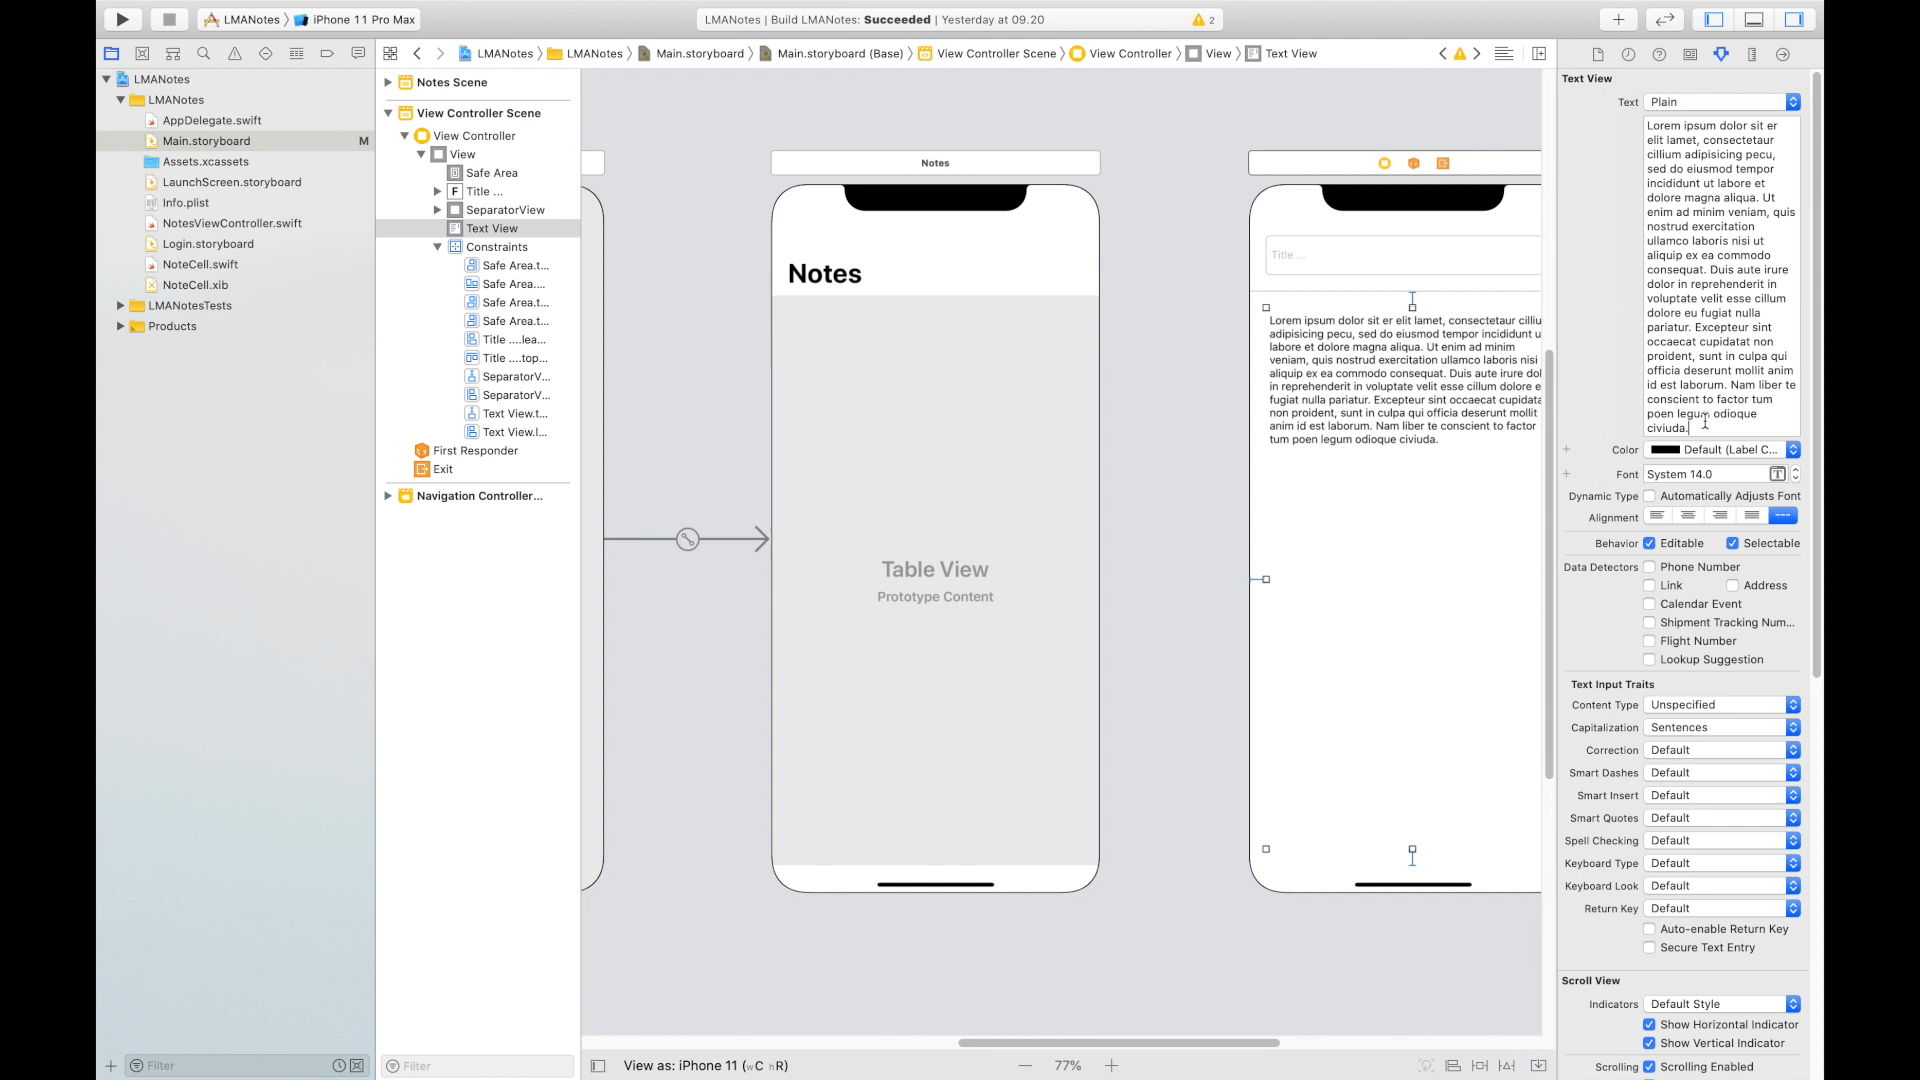 LMANotes
iPhone 11 Pro Max
LMANotes | Build LMANotes: Succeeded | Yesterday at 09.20
2
LMANotes
LMANotes
Main.storyboard
Main.storyboard (Base)
View Controller Scene
View Controller
View
Text View
LMANotes
LMANotes
AppDelegate.swift
Main.storyboard M
Assets.xcassets
LaunchScreen.storyboard
Info.plist
NotesViewController.swift
Login.storyboard
NoteCell.swift
NoteCell.xib
LMANotesTests
Products
Filter
Notes Scene
View Controller Scene
View Controller
View
Safe Area
F Title ...
SeparatorView
Text View
Constraints
Safe Area.t...
Safe Area....
Safe Area.t...
Safe Area.t...
Title ....lea...
Title ....top...
SeparatorV...
SeparatorV...
Text View.t...
Text View.l...
First Responder
Exit
Navigation Controller...
Filter
Notes
Notes
Table View
Prototype Content
Title ...
Lorem ipsum dolor sit er elit lamet, consectetaur cilliu
adipisicing pecu, sed do eiusmod tempor incididunt u
labore et dolore magna aliqua. Ut enim ad minim
veniam, quis nostrud exercitation ullamco laboris nisi
aliquip ex ea commodo consequat. Duis aute irure dol
in reprehenderit in voluptate velit esse cillum dolore e
fugiat nulla pariatur. Excepteur sint occaecat cupidata
non proident, sunt in culpa qui officia deserunt mollit
anim id est laborum. Nam liber te conscient to factor
tum poen legum odioque civiuda.
View as: iPhone 11 (wC hR)
77%
Text View
Text Plain
Lorem ipsum dolor sit er
elit lamet, consectetaur
cillium adipisicing pecu,
sed do eiusmod tempor
incididunt ut labore et
dolore magna aliqua. Ut
enim ad minim veniam, quis
nostrud exercitation
ullamco laboris nisi ut
aliquip ex ea commodo
consequat. Duis aute irure
dolor in reprehenderit in
voluptate velit esse cillum
dolore eu fugiat nulla
pariatur. Excepteur sint
occaecat cupidatat non
proident, sunt in culpa qui
officia deserunt mollit anim
id est laborum. Nam liber te
conscient to factor tum
poen legum odioque
civiuda.
Color Default (Label C...
Font System 14.0 T
Dynamic Type Automatically Adjusts Font
Alignment
Behavior Editable Selectable
Data Detectors Phone Number
Link Address
Calendar Event
Shipment Tracking Num...
Flight Number
Lookup Suggestion
Text Input Traits
Content Type Unspecified
Capitalization Sentences
Correction Default
Smart Dashes Default
Smart Insert Default
Smart Quotes Default
Spell Checking Default
Keyboard Type Default
Keyboard Look Default
Return Key Default
Auto-enable Return Key
Secure Text Entry
Scroll View
Indicators Default Style
Show Horizontal Indicator
Show Vertical Indicator
Scrolling Scrolling Enabled